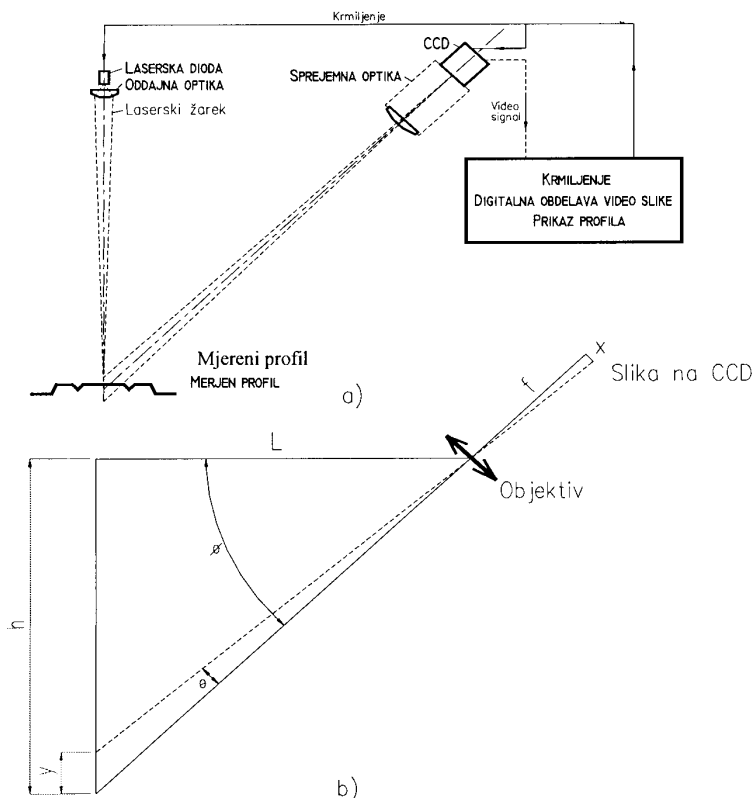 Krmiljenje
CCD
LASERSKA DIODA
ODDAJNA OPTIKA
Laserski žarek
SPREJEMNA OPTIKA
Video
signal
KRMILJENJE
DIGITALNA OBDELAVA VIDEO SLIKE
PRIKAZ PROFILA
Mjereni profil
MERJEN PROFIL
a)
x
f
Slika na CCD
L
Objektiv
ø
h
θ
y
b)